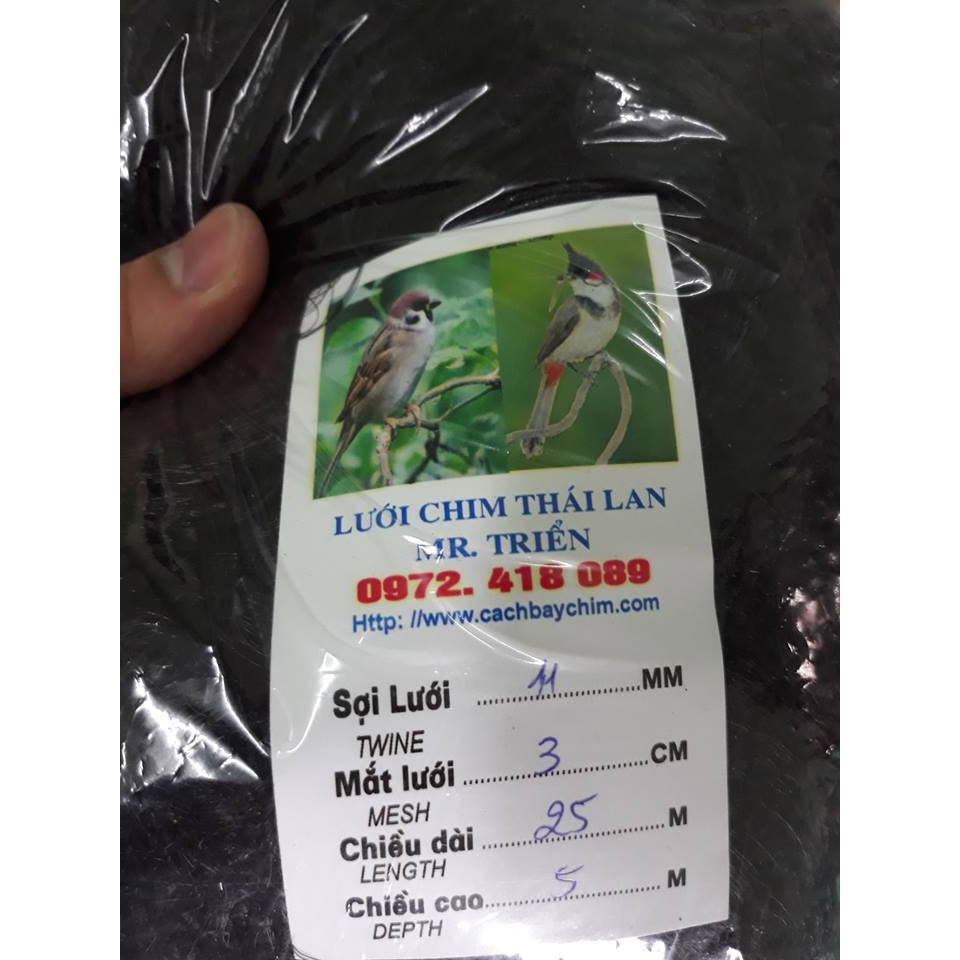 LƯỚI CHIM THÁI LAN
MR. TRIỂN
0972. 418 089
Http: //www.cachbaychim.com
Sợi Lưới ........11........MM
TWINE
Mắt lưới ........3........CM
MESH
Chiều dài ........25........M
LENGTH
Chiều cao ........5........M
DEPTH